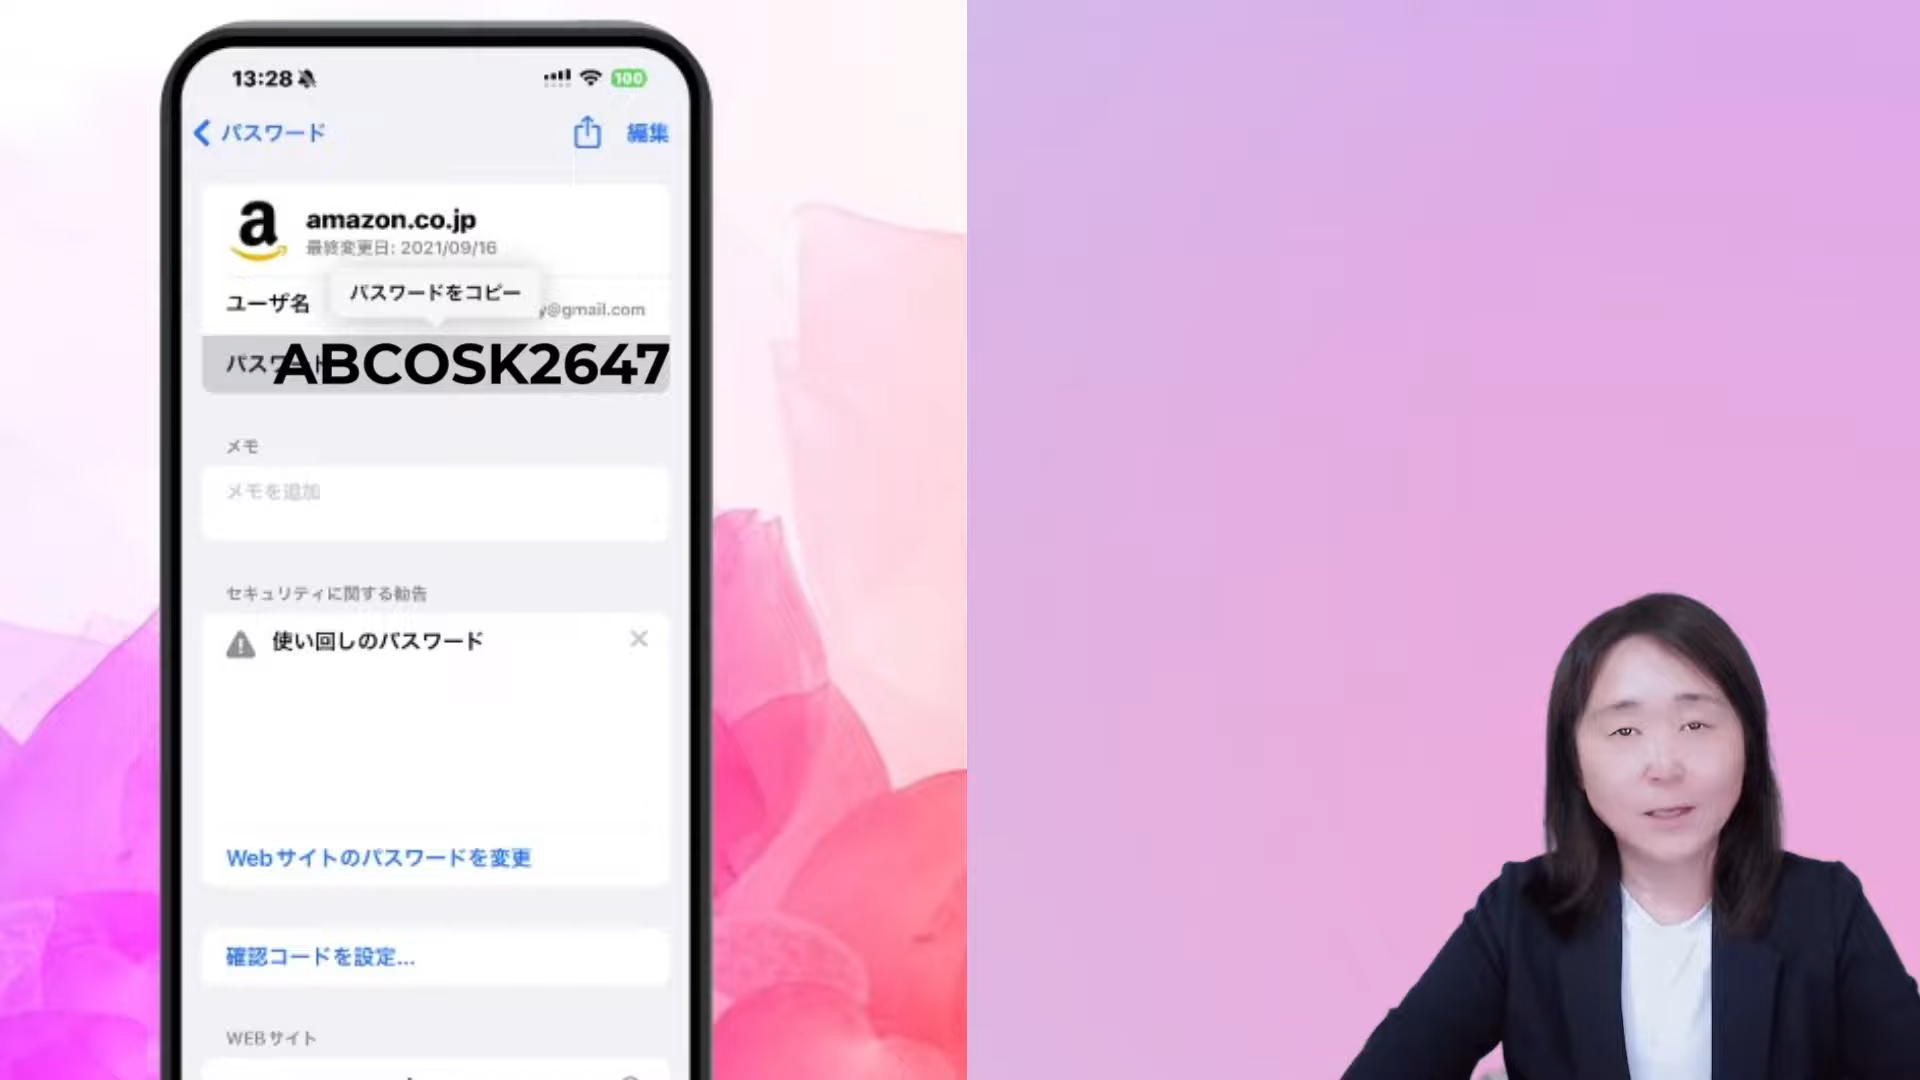 13:28
100
パスワード
編集
amazon.co.jp
最終変更日: 2021/09/16
パスワードをコピー
ユーザ名
y@gmail.com
パスワード
ABCOSK2647
メモ
メモを追加
セキュリティに関する勧告
使い回しのパスワード
Webサイトのパスワードを変更
確認コードを設定...
WEBサイト